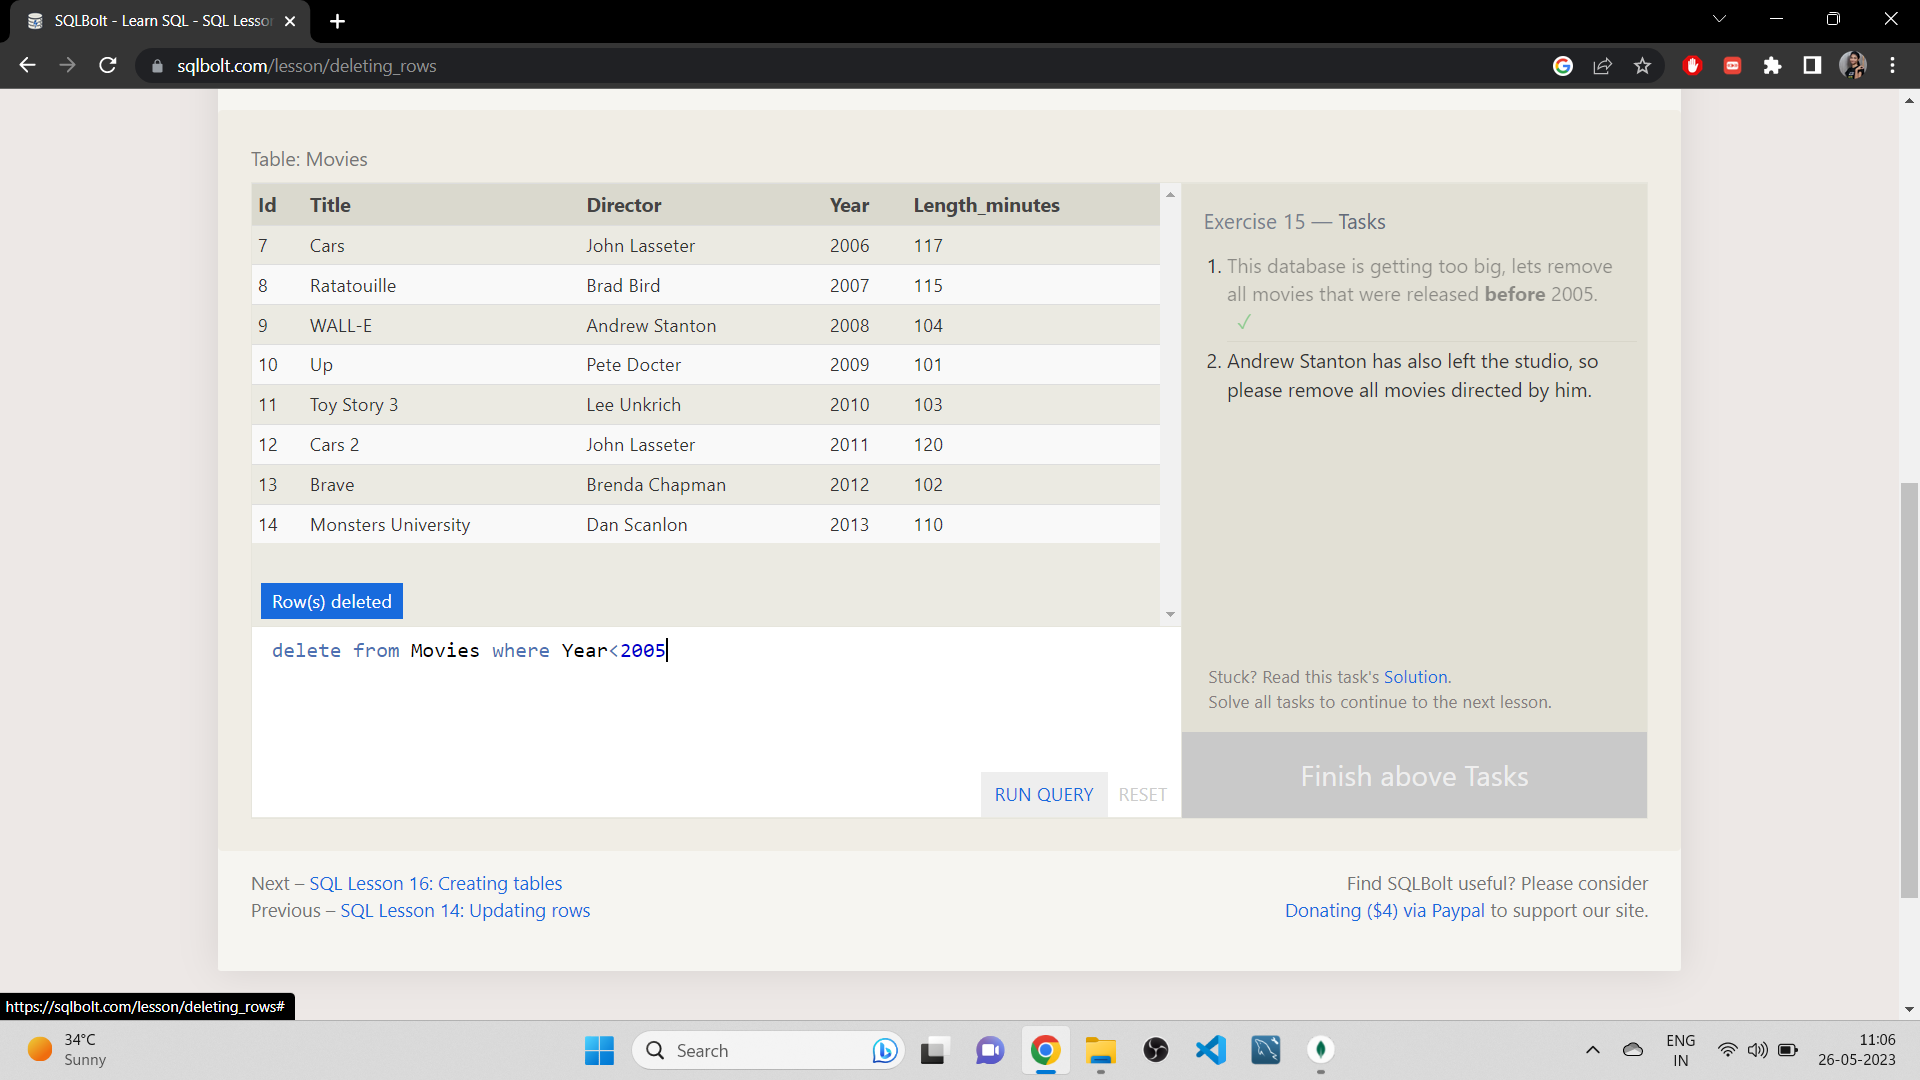 SQLBolt - Learn SQL - SQL Lesso
sqlbolt.com/lesson/deleting_rows
Table: Movies
Id Title Director Year Length_minutes
7 Cars John Lasseter 2006 117
8 Ratatouille Brad Bird 2007 115
9 WALL-E Andrew Stanton 2008 104
10 Up Pete Docter 2009 101
11 Toy Story 3 Lee Unkrich 2010 103
12 Cars 2 John Lasseter 2011 120
13 Brave Brenda Chapman 2012 102
14 Monsters University Dan Scanlon 2013 110
Row(s) deleted
delete from Movies where Year<2005
RUN QUERY RESET
Exercise 15 — Tasks
1. This database is getting too big, lets remove
all movies that were released before 2005.
✓
2. Andrew Stanton has also left the studio, so
please remove all movies directed by him.
Stuck? Read this task's Solution.
Solve all tasks to continue to the next lesson.
Finish above Tasks
Next – SQL Lesson 16: Creating tables
Previous – SQL Lesson 14: Updating rows
Find SQLBolt useful? Please consider
Donating ($4) via Paypal to support our site.
https://sqlbolt.com/lesson/deleting_rows#
34°C
Sunny
Search
ENG
IN
11:06
26-05-2023